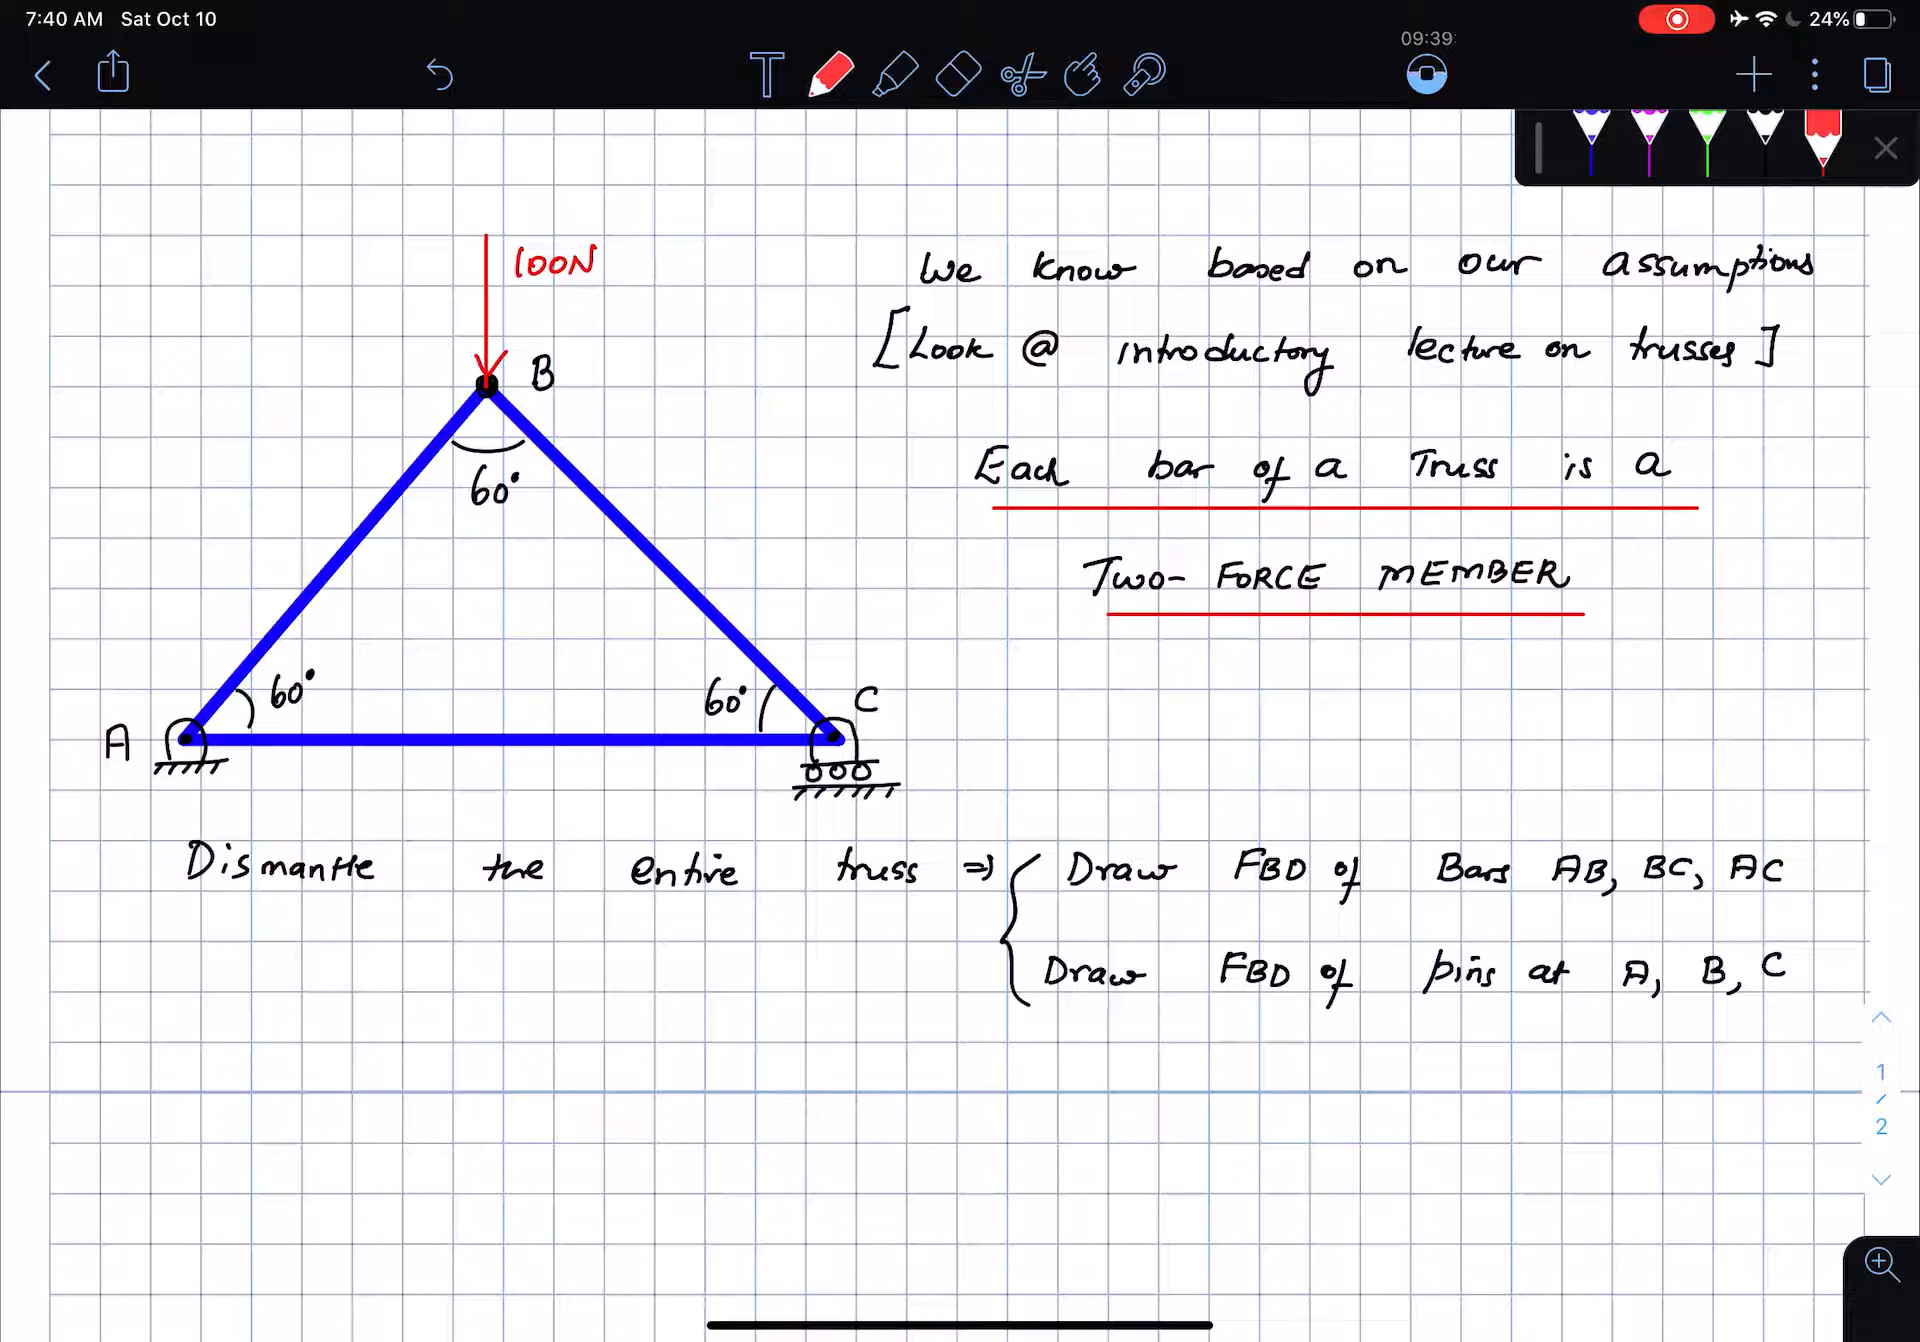 7:40 AM Sat Oct 10
24%
09:39
T
100N
B
60°
60°
60°
A
C
We know based on our assumptions
[Look @ introductory lecture on trusses]
Each bar of a Truss is a
Two- FORCE MEMBER
Dismantle the entire truss ⇒ { Draw FBD of Bars AB, BC, AC
Draw FBD of pins at A, B, C
1
/
2